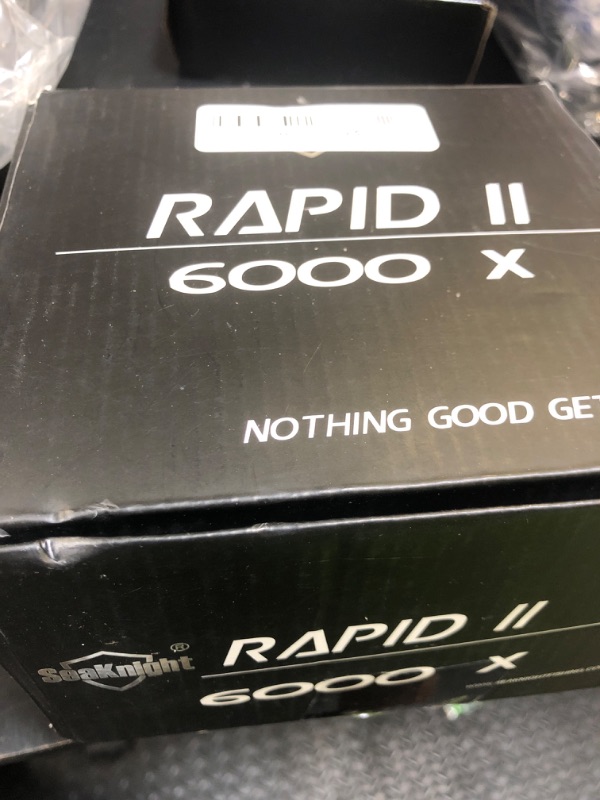 RAPID II
6000 X
NOTHING GOOD GET
SeaKnight®
RAPID II
6000 X